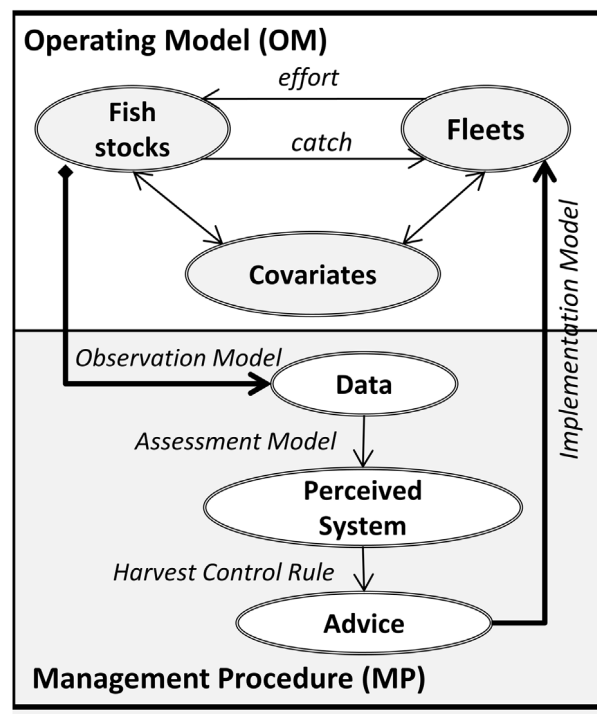 Operating Model (OM)
effort
Fish
stocks
Fleets
catch
Covariates
Implementation Model
Observation Model
Data
Assessment Model
Perceived
System
Harvest Control Rule
Advice
Management Procedure (MP)